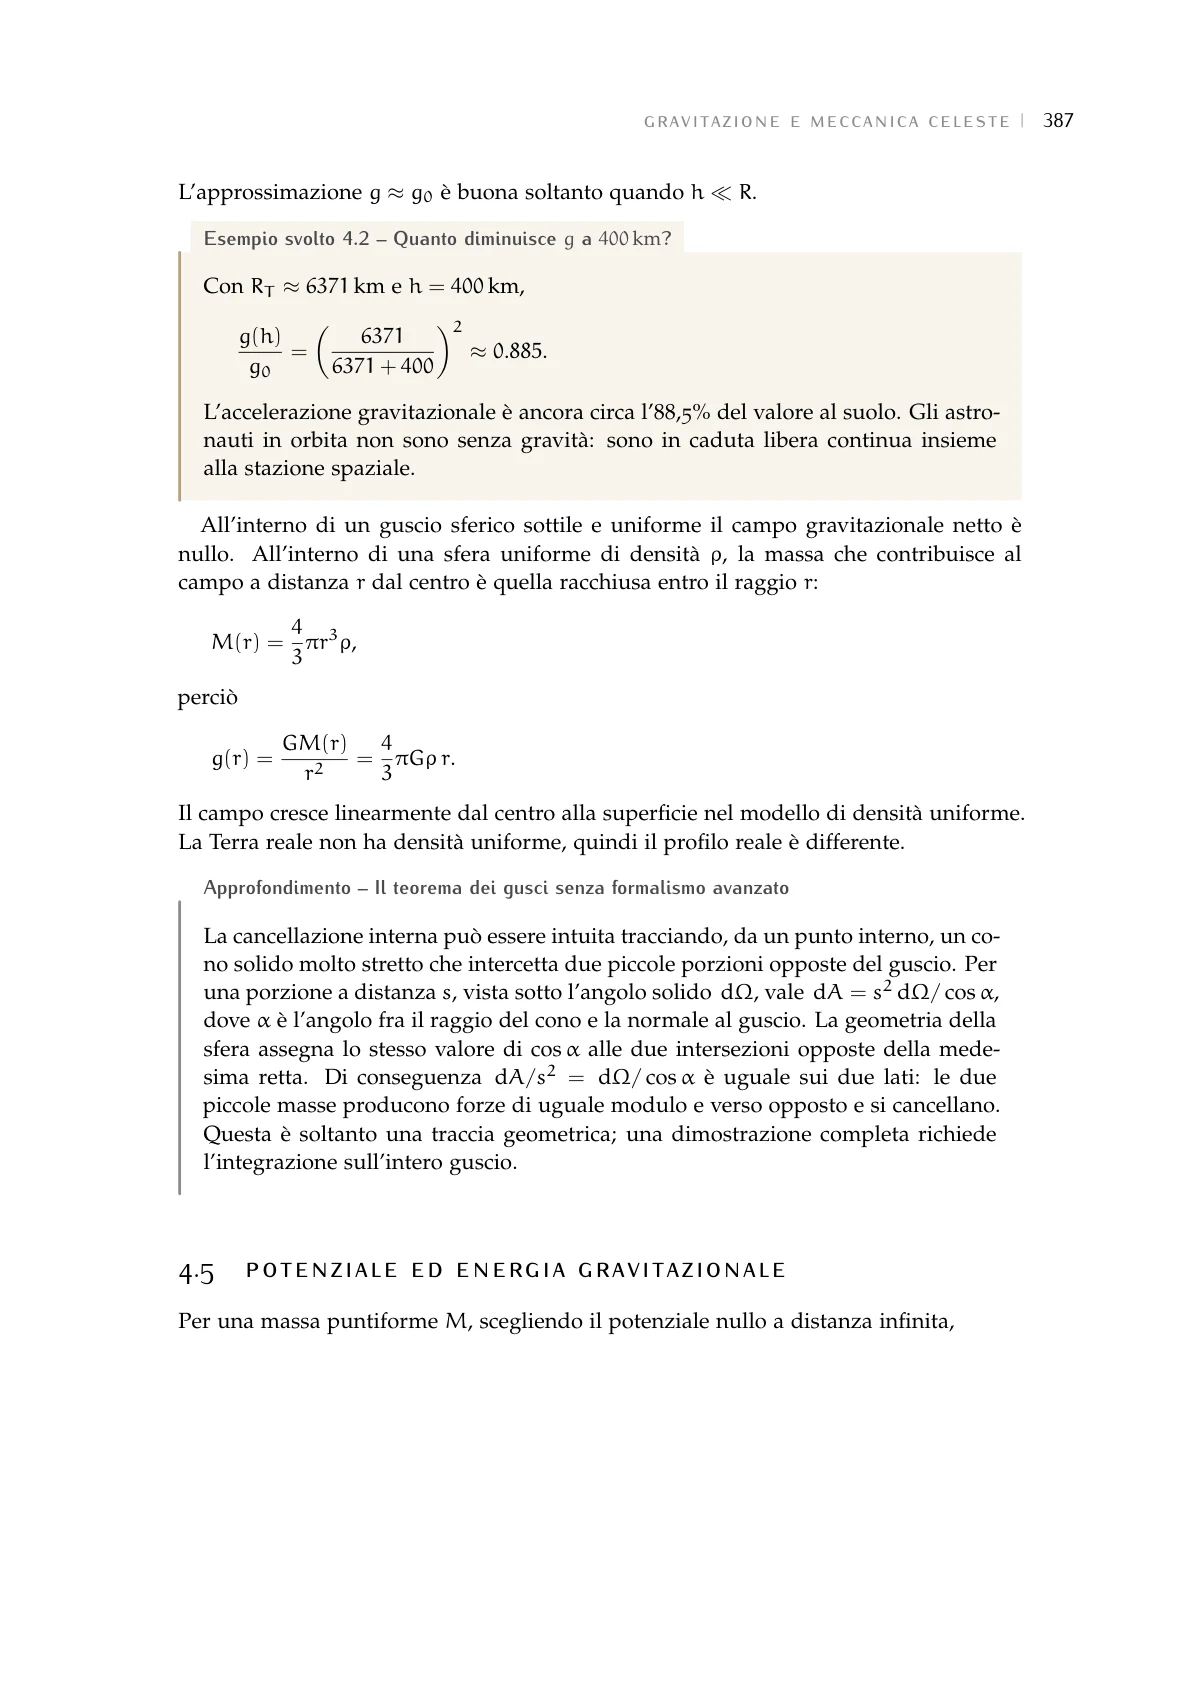 GRAVITAZIONE E MECCANICA CELESTE | 387
L'approssimazione g ≈ g₀ è buona soltanto quando h ≪ R.
Esempio svolto 4.2 – Quanto diminuisce g a 400 km?
Con R_T ≈ 6371 km e h = 400 km,
g(h)/g₀ = (6371/(6371 + 400))² ≈ 0.885.
L'accelerazione gravitazionale è ancora circa l'88,5% del valore al suolo. Gli astro-
nauti in orbita non sono senza gravità: sono in caduta libera continua insieme
alla stazione spaziale.
All'interno di un guscio sferico sottile e uniforme il campo gravitazionale netto è
nullo. All'interno di una sfera uniforme di densità ρ, la massa che contribuisce al
campo a distanza r dal centro è quella racchiusa entro il raggio r:
M(r) = 4/3 πr³ρ,
perciò
g(r) = GM(r)/r² = 4/3 πGρ r.
Il campo cresce linearmente dal centro alla superficie nel modello di densità uniforme.
La Terra reale non ha densità uniforme, quindi il profilo reale è differente.
Approfondimento – Il teorema dei gusci senza formalismo avanzato
La cancellazione interna può essere intuita tracciando, da un punto interno, un co-
no solido molto stretto che intercetta due piccole porzioni opposte del guscio. Per
una porzione a distanza s, vista sotto l'angolo solido dΩ, vale dA = s² dΩ/ cos α,
dove α è l'angolo fra il raggio del cono e la normale al guscio. La geometria della
sfera assegna lo stesso valore di cos α alle due intersezioni opposte della mede-
sima retta. Di conseguenza dA/s² = dΩ/ cos α è uguale sui due lati: le due
piccole masse producono forze di uguale modulo e verso opposto e si cancellano.
Questa è soltanto una traccia geometrica; una dimostrazione completa richiede
l'integrazione sull'intero guscio.
4.5 POTENZIALE ED ENERGIA GRAVITAZIONALE
Per una massa puntiforme M, scegliendo il potenziale nullo a distanza infinita,